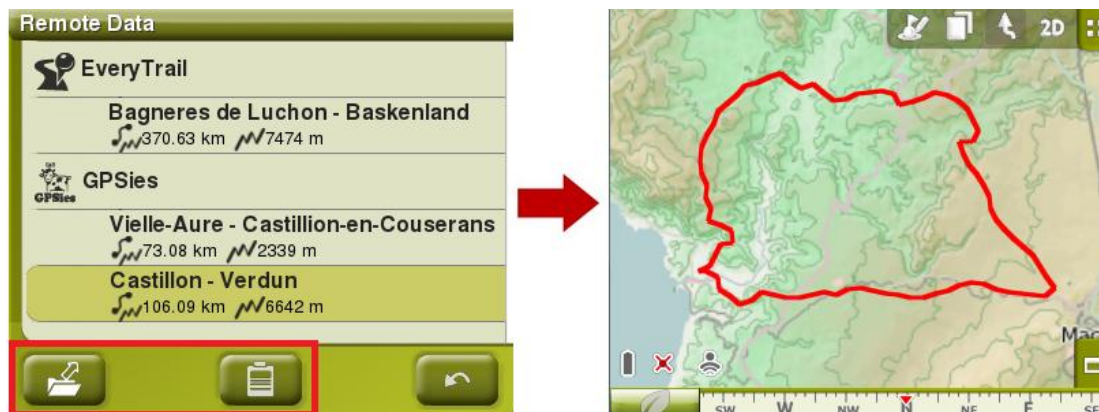 Remote Data
EveryTrail
Bagneres de Luchon - Baskenland
370.63 km 7474 m
GPSies
GPSies
Vielle-Aure - Castillion-en-Couserans
73.08 km 2339 m
Castillon - Verdun
106.09 km 6642 m
2D
Mac
SW W NW N NE E SE